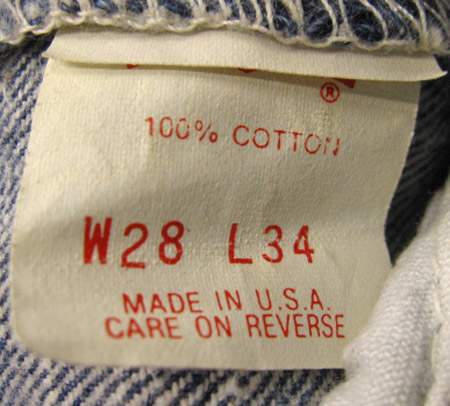 ®
100% COTTON
W28 L34
MADE IN U.S.A.
CARE ON REVERSE